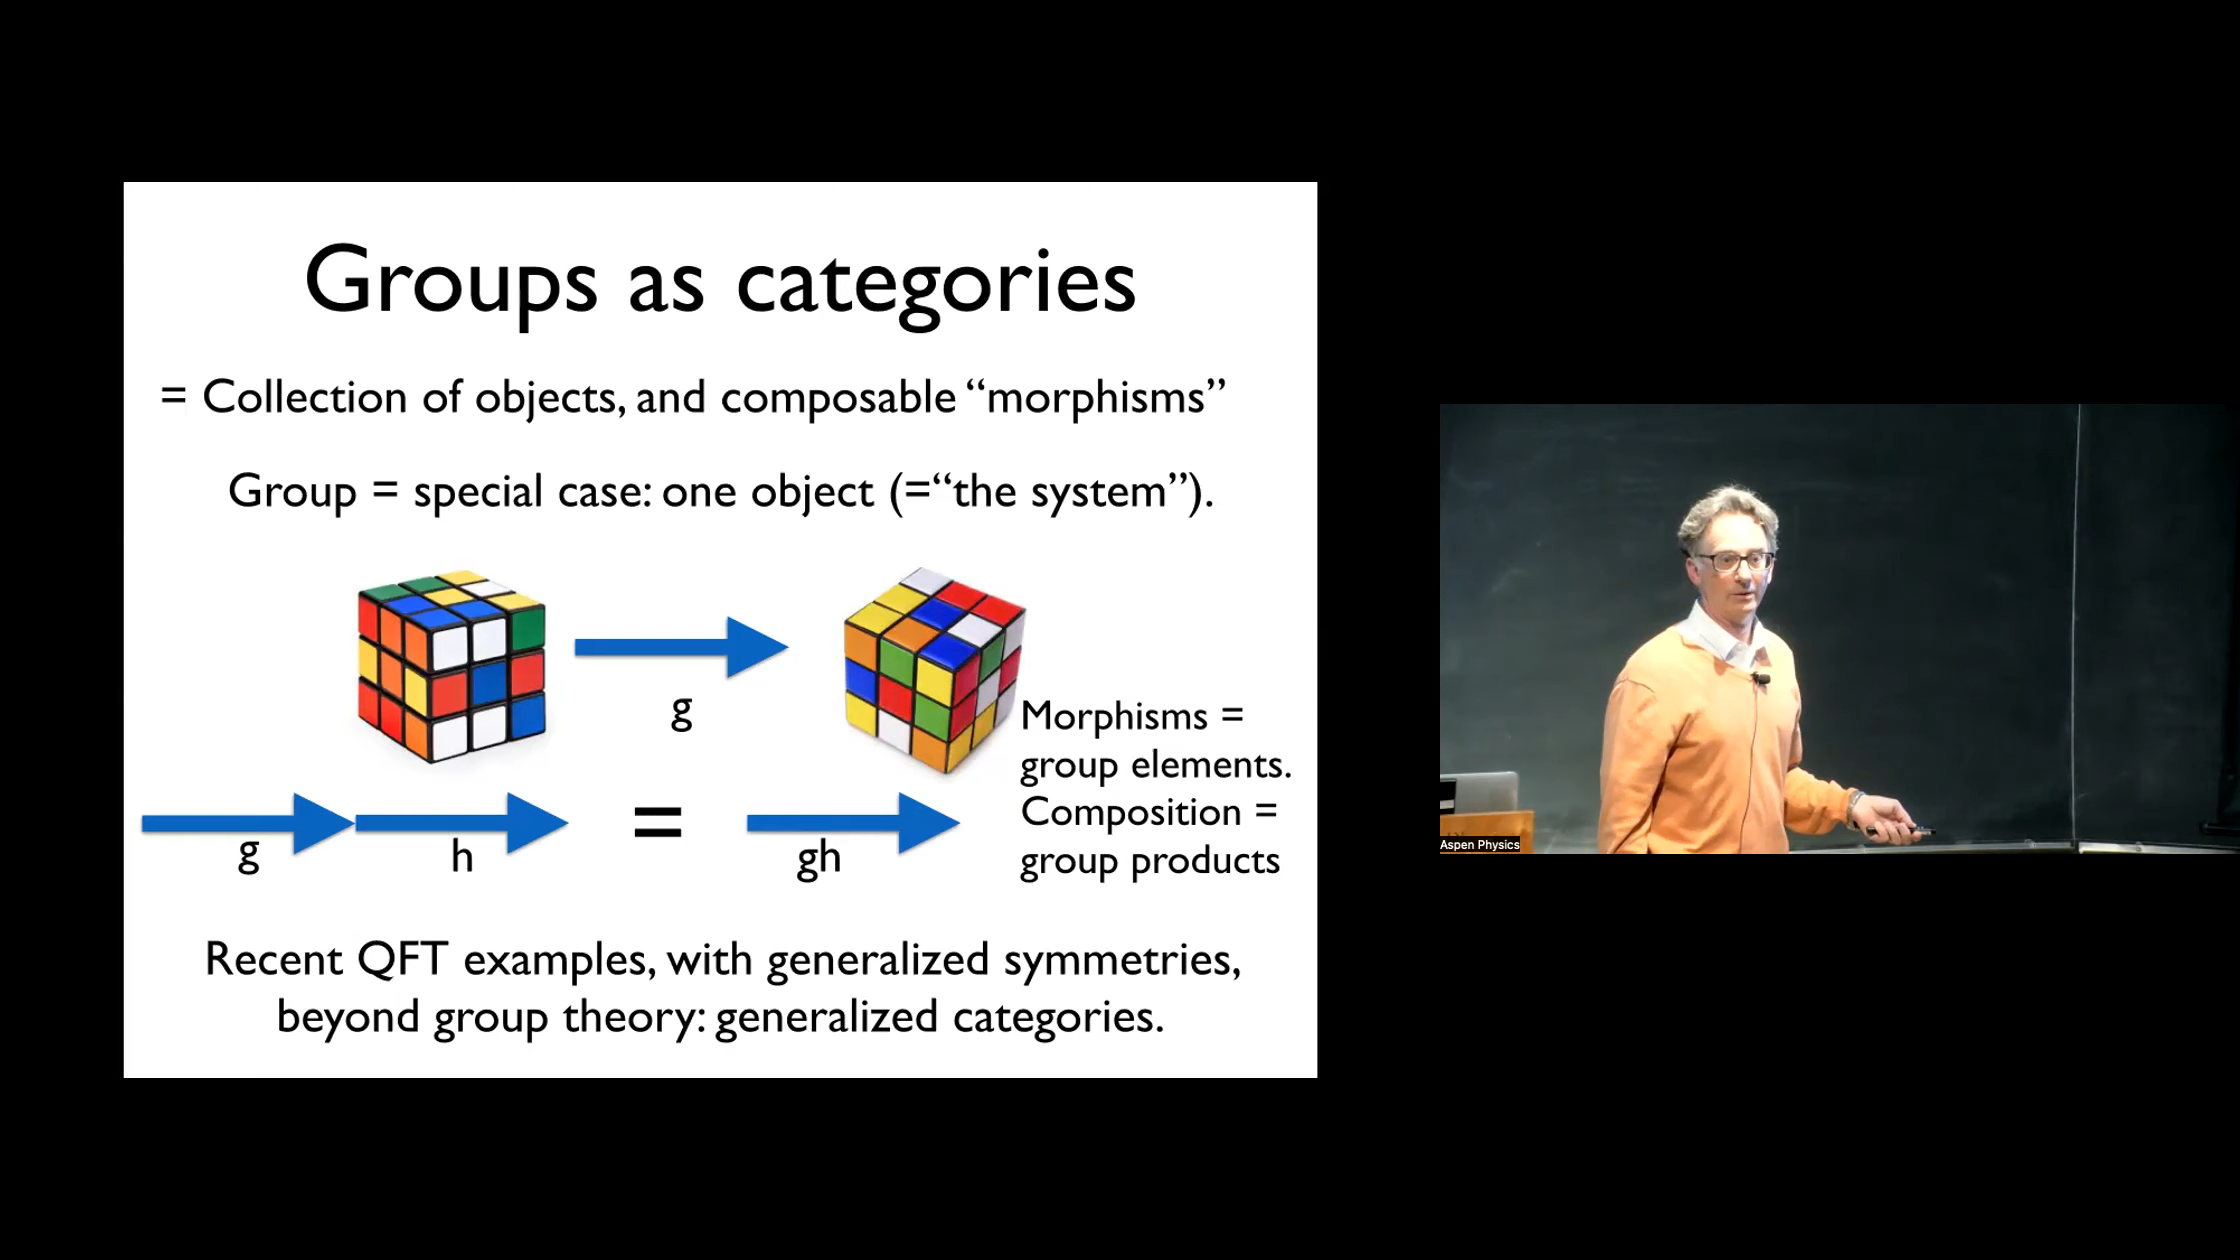 Groups as categories
= Collection of objects, and composable “morphisms”
Group = special case: one object (=“the system”).
g
Morphisms =
group elements.
Composition =
group products
g h = gh
Recent QFT examples, with generalized symmetries,
beyond group theory: generalized categories.
Aspen Physics